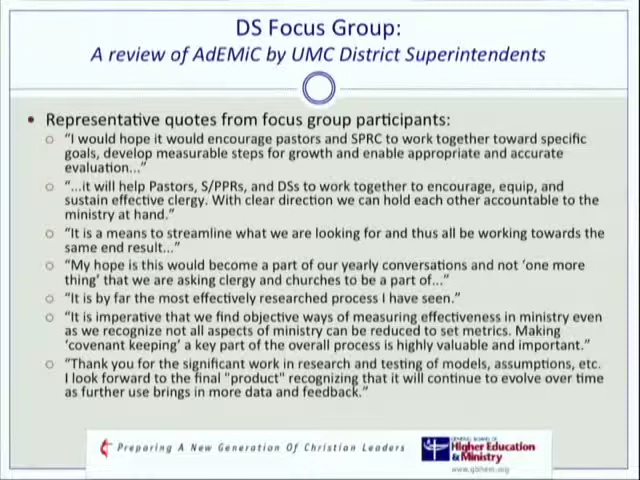 DS Focus Group:
A review of AdEMiC by UMC District Superintendents
• Representative quotes from focus group participants:
○ “I would hope it would encourage pastors and SPRC to work together toward specific
goals, develop measurable steps for growth and enable appropriate and accurate
evaluation...”
○ “...it will help Pastors, S/PPRs, and DSs to work together to encourage, equip, and
sustain effective clergy. With clear direction we can hold each other accountable to the
ministry at hand.”
○ “It is a means to streamline what we are looking for and thus all be working towards the
same end result...”
○ “My hope is this would become a part of our yearly conversations and not ‘one more
thing’ that we are asking clergy and churches to be a part of...”
○ “It is by far the most effectively researched process I have seen.”
○ “It is imperative that we find objective ways of measuring effectiveness in ministry even
as we recognize not all aspects of ministry can be reduced to set metrics. Making
‘covenant keeping’ a key part of the overall process is highly valuable and important.”
○ “Thank you for the significant work in research and testing of models, assumptions, etc.
I look forward to the final "product" recognizing that it will continue to evolve over time
as further use brings in more data and feedback.”
Preparing A New Generation Of Christian Leaders
GENERAL BOARD OF
Higher Education
& Ministry
www.gbhem.org